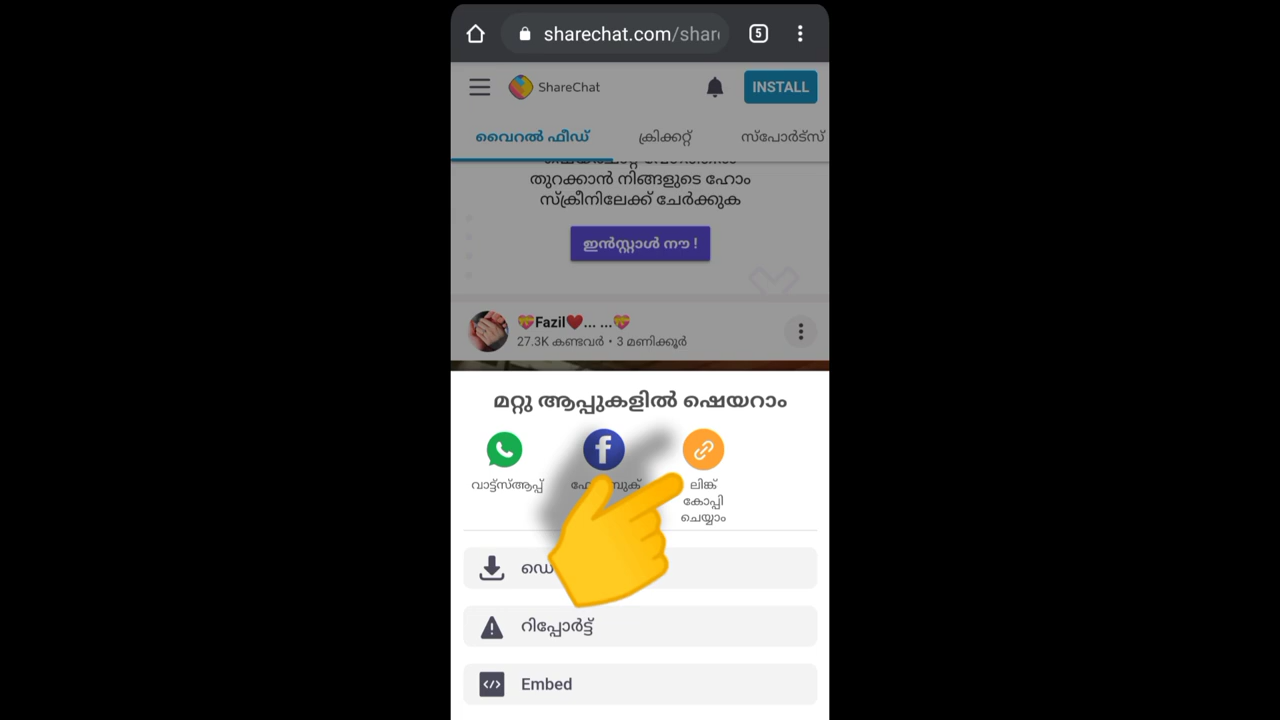 sharechat.com/share
5
ShareChat
INSTALL
വൈറൽ ഫീഡ് ക്രിക്കറ്റ് സ്പോർട്സ്
തുറക്കാൻ നിങ്ങളുടെ ഹോം
സ്ക്രീനിലേക്ക് ചേർക്കുക
ഇൻസ്റ്റാൾ നൗ !
💝Fazil❤️... ...💝
27.3K കണ്ടവർ • 3 മണിക്കൂർ
മറ്റു ആപ്പുകളിൽ ഷെയറാം
വാട്ട്സ്ആപ്പ്
ലിങ്ക്
കോപ്പി
ചെയ്യാം
റിപ്പോർട്ട്
Embed